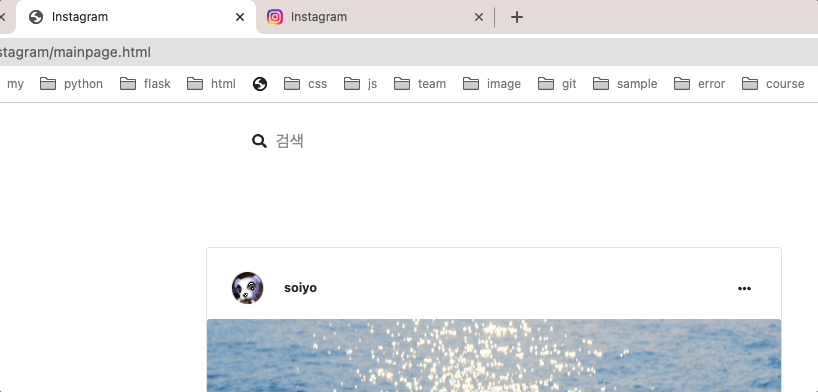 Instagram
Instagram
stagram/mainpage.html
my python flask html css js team image git sample error course
검색
soiyo